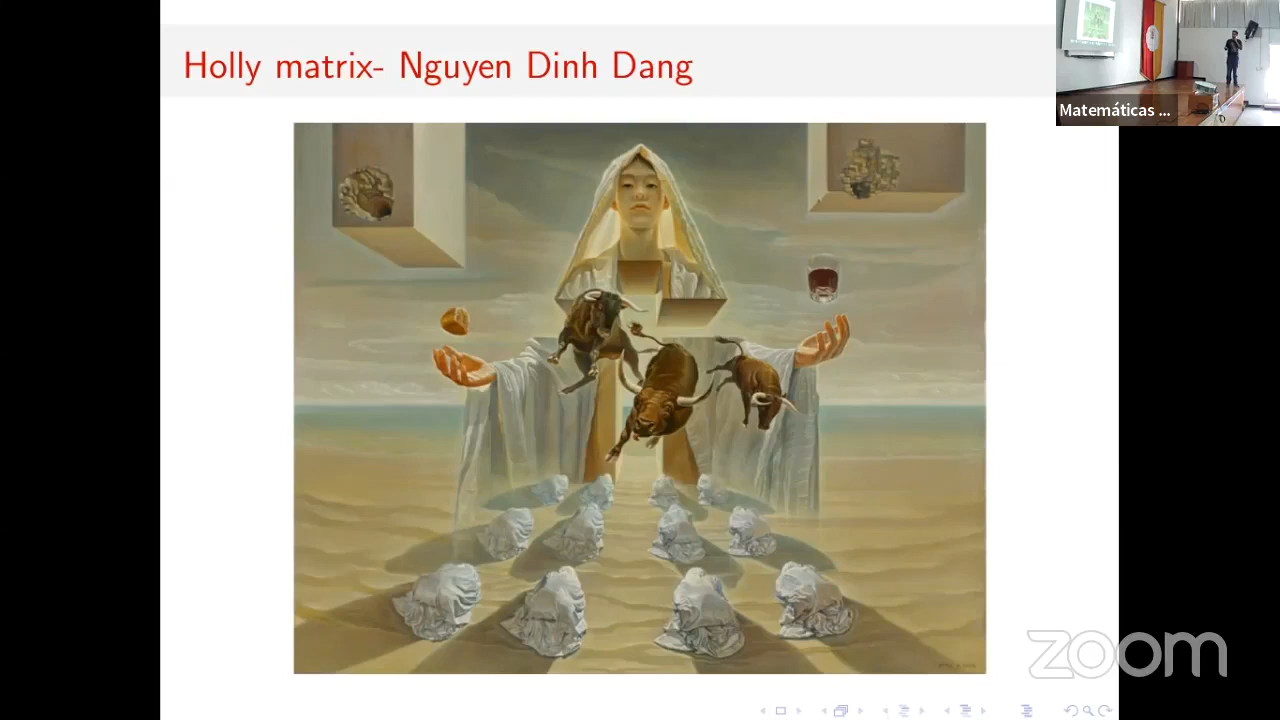 Holly matrix- Nguyen Dinh Dang
Matemáticas ...
zoom